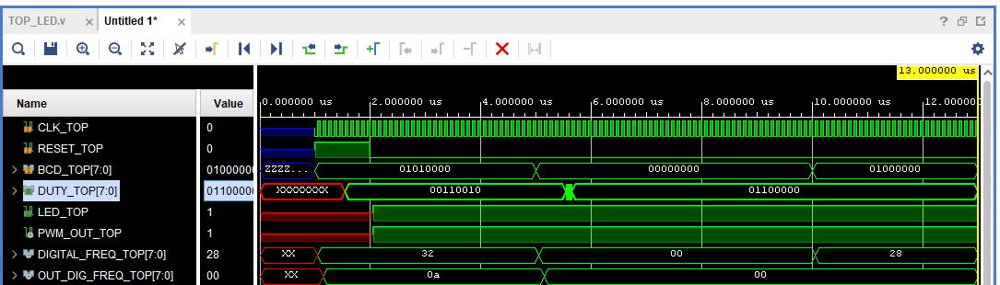 TOP_LED.v × Untitled 1* × ?
13.000000 us
Name Value 0.000000 us 2.000000 us 4.000000 us 6.000000 us 8.000000 us 10.000000 us 12.00000
CLK_TOP 0
RESET_TOP 0
BCD_TOP[7:0] 0100000 ZZZZ... 01010000 00000000 01000000
DUTY_TOP[7:0] 0110000 XXXXXXXX 00110010 01100000
LED_TOP 1
PWM_OUT_TOP 1
DIGITAL_FREQ_TOP[7:0] 28 XX 32 00 28
OUT_DIG_FREQ_TOP[7:0] 00 XX 0a 00